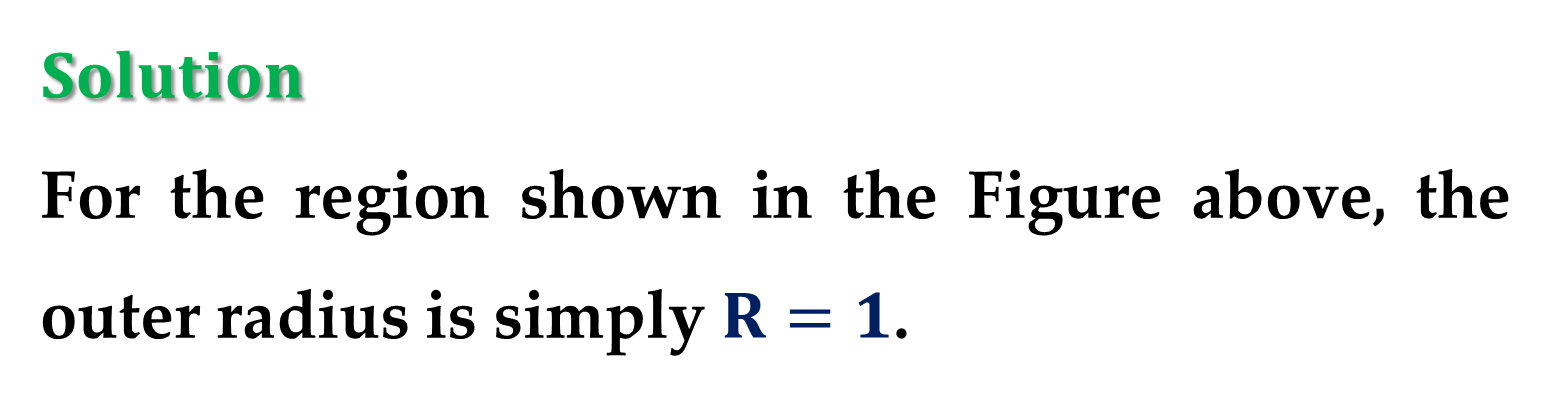 Solution
For the region shown in the Figure above, the
outer radius is simply R = 1.